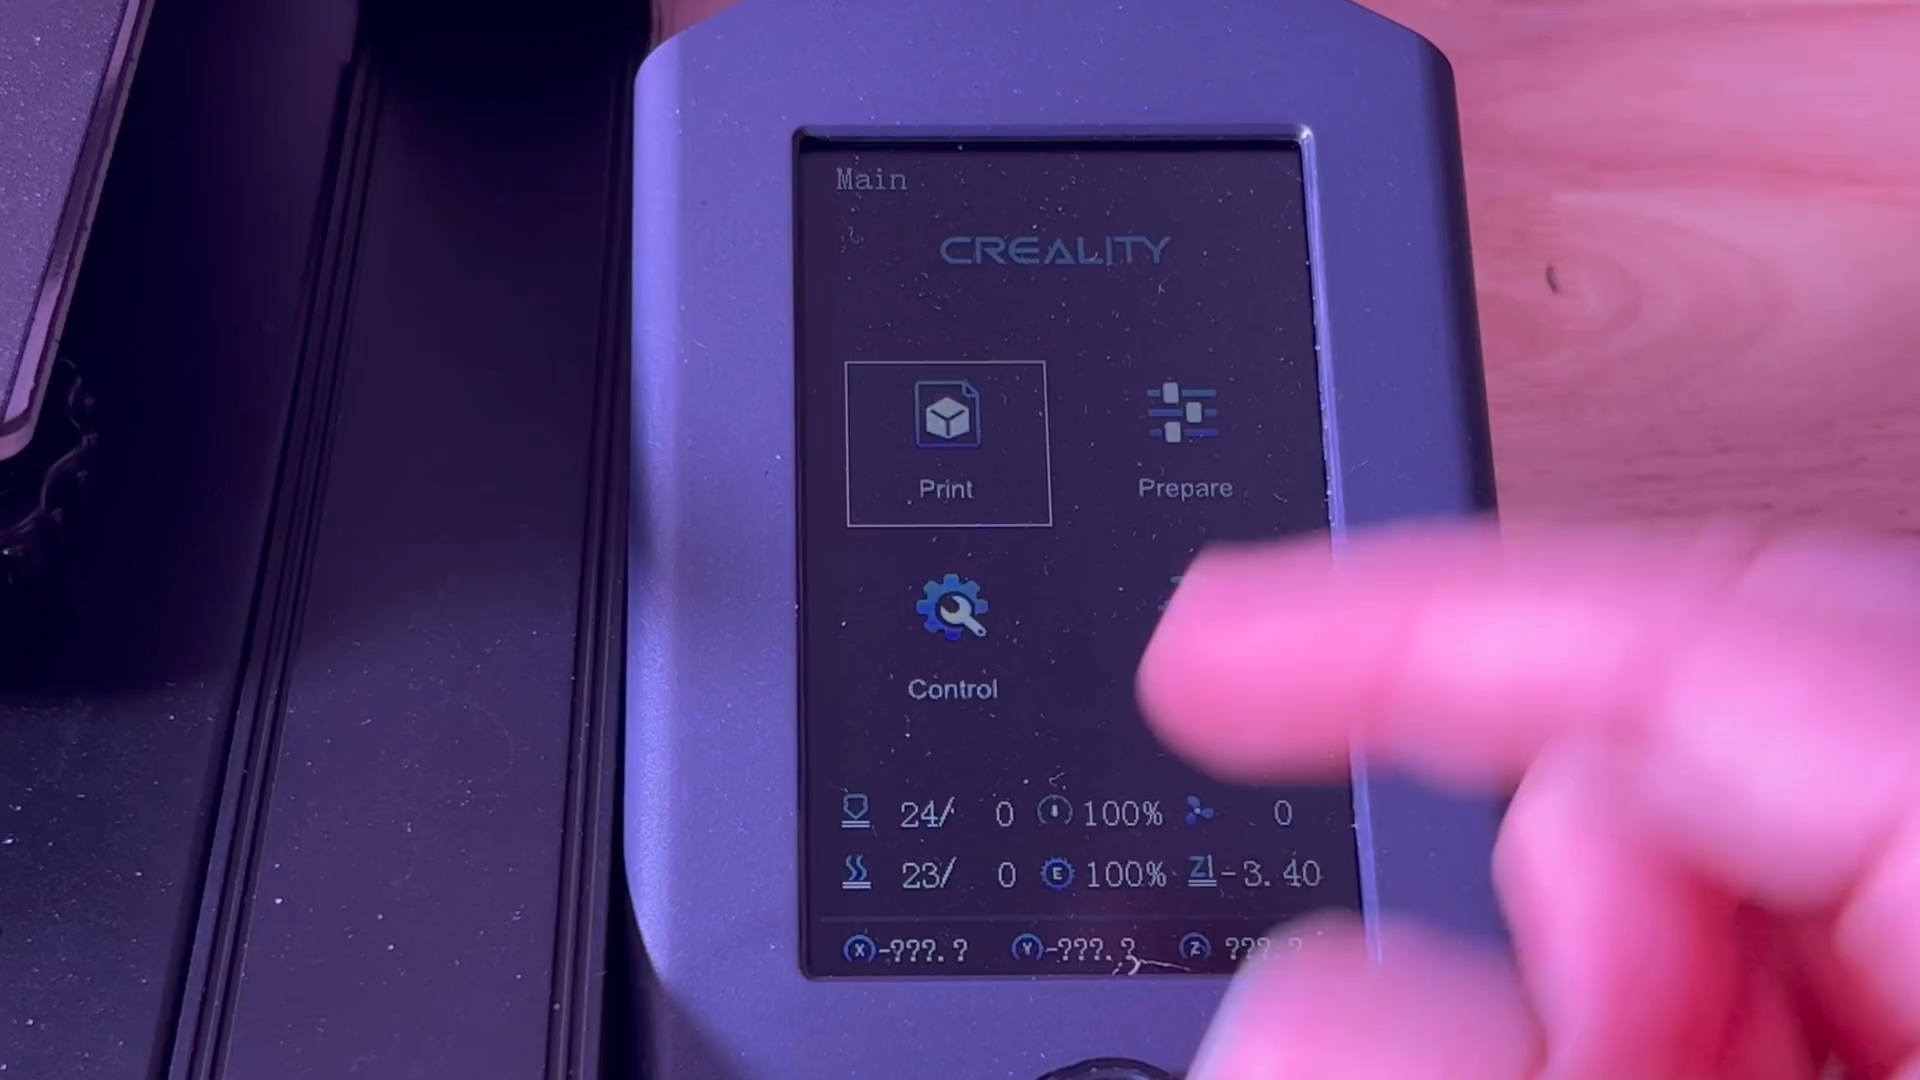 Main
CREALITY
Print Prepare
Control
24/ 0 100% 0
23/ 0 E 100% Z -3.40
X -???.? Y -???.? Z ???.?